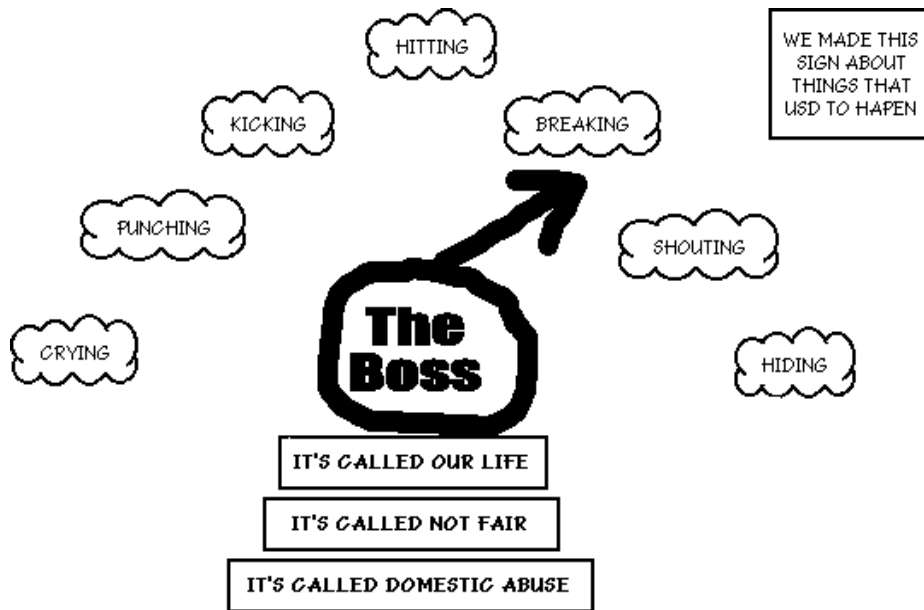 HITTING
WE MADE THIS
SIGN ABOUT
THINGS THAT
USD TO HAPEN
KICKING
BREAKING
PUNCHING
SHOUTING
The
Boss
CRYING
HIDING
IT'S CALLED OUR LIFE
IT'S CALLED NOT FAIR
IT'S CALLED DOMESTIC ABUSE